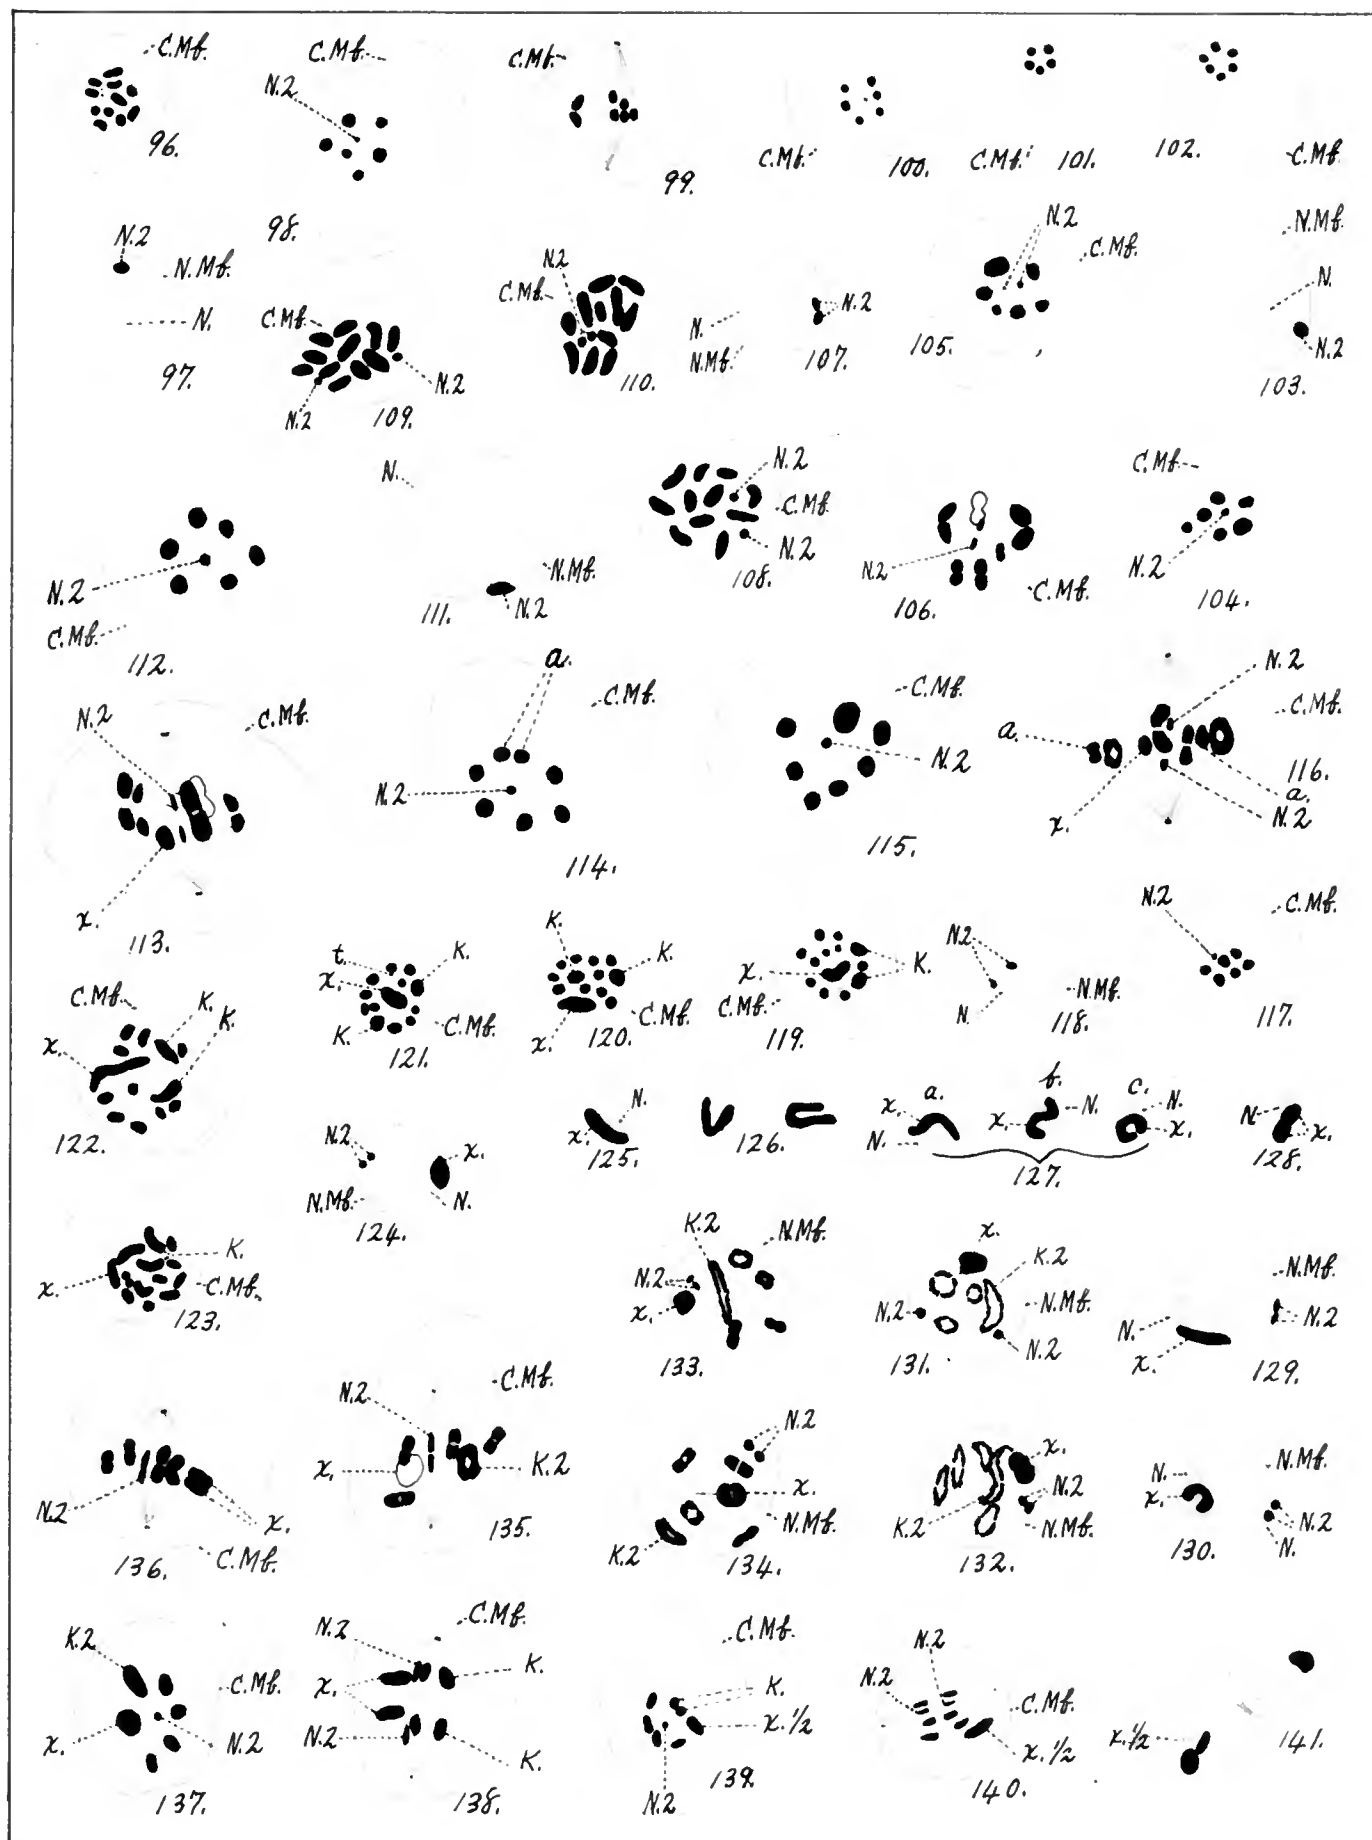 C.Mb. C.Mb. C.Mb.
N.2
96. 99. C.Mb. 100. C.Mb. 101. 102. C.Mb.
98.
N.2 N.Mb. N.2 N.Mb.
N. C.Mb. C.Mb. N.2 C.Mb. N.
97. N.2 109. N.2 110. N. N.Mb. 107. N.2 105. 103. N.2
N. N.2 C.Mb.
C.Mb.
N.2 N.Mb. N.2 N.2 N.2
C.Mb. 111. N.2 108. 106. C.Mb. 104.
112.
a. N.2
N.2 C.Mb. C.Mb. C.Mb. C.Mb.
a.
N.2 N.2 116.
a.
x. N.2
114. 115.
x. 113. N.2 C.Mb.
K.
t. K. K. x. K. N.2
C.Mb. x. C.Mb. N. N.Mb.
K. K. K. C.Mb. C.Mb. 118. 117.
x. 121. x. 120. 119.
122.
N. x. a. b. N. c. N.
N.2 x. x. 125. 126. N. x. x. N. x.
N.Mb. N. 127. 128.
124.
K.2 N.Mb. x.
K. K.2 N.Mb.
x. C.Mb. N.2 N.2 N.Mb. N. N.2
123. x. N.2 x.
133. 131. 129.
N.2 C.Mb.
N.2 x.
x. K.2 x. N.2 N. N.Mb.
N.2 x. 135. N.Mb. K.2 N.Mb. x. N.2
136. C.Mb. K.2 134. 132. 130. N.
C.Mb.
K.2 N.2 C.Mb. N.2
C.Mb. x. K. K. N.2 C.Mb.
x. N.2 N.2 K. x.1/2 x.1/2 x.1/2 141.
137. 138. N.2 139. 140.